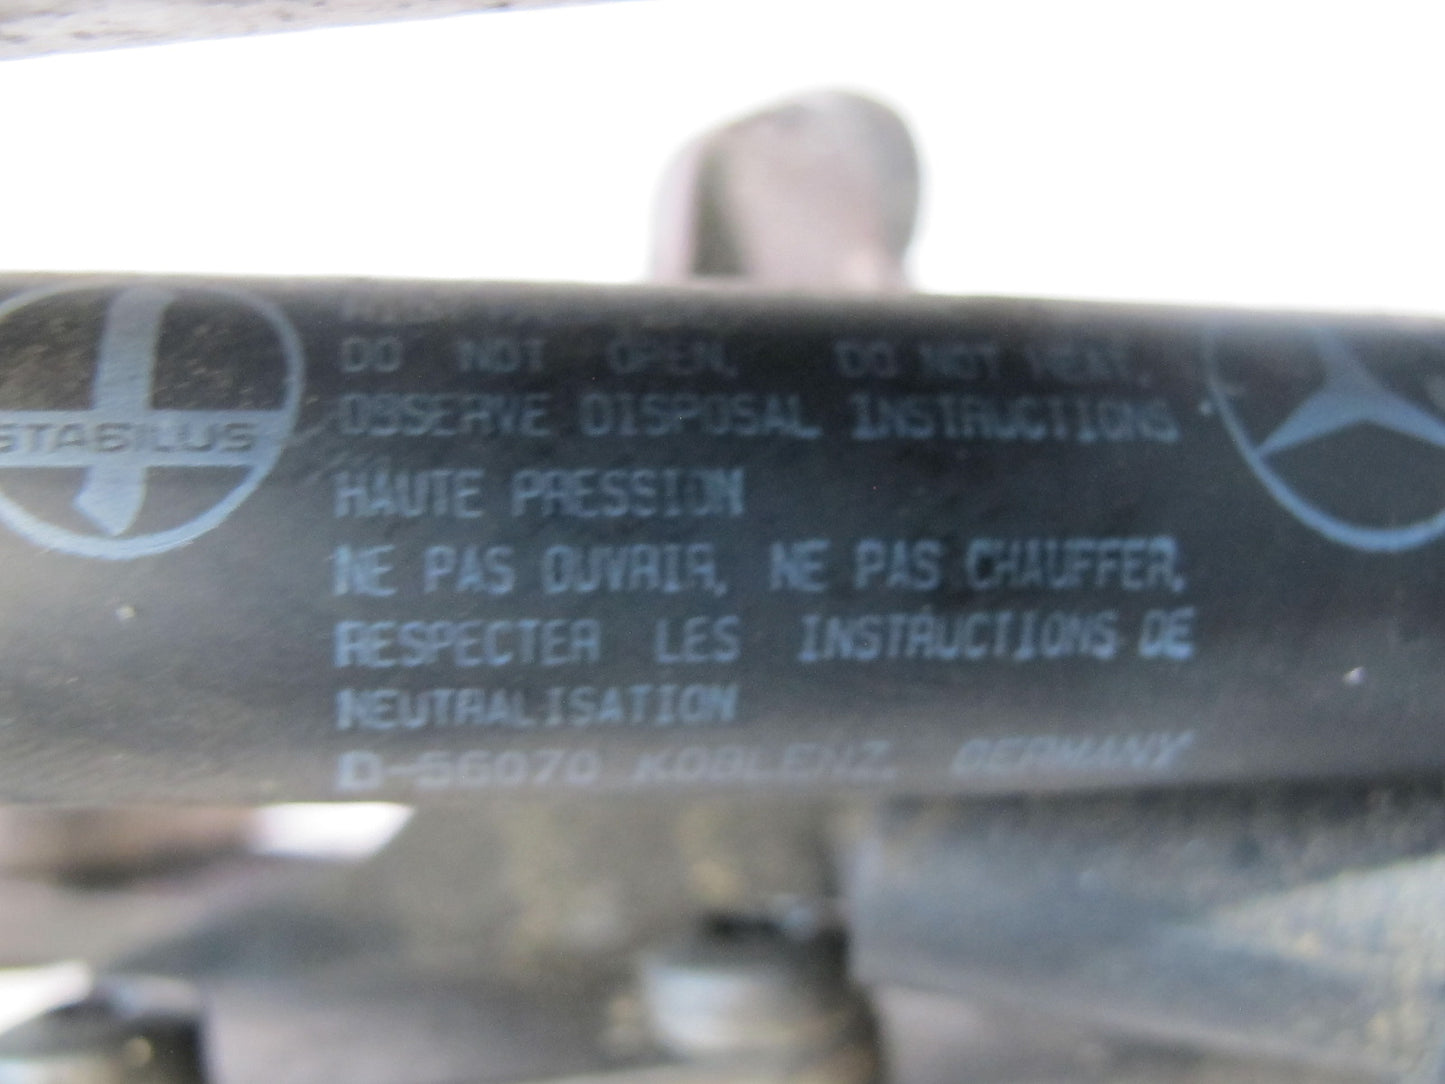 STABILUS
DO NOT OPEN, DO NOT HEAT,
OBSERVE DISPOSAL INSTRUCTIONS
HAUTE PRESSION
NE PAS OUVRIR, NE PAS CHAUFFER,
RESPECTER LES INSTRUCTIONS DE
NEUTRALISATION
D-56070 KOBLENZ, GERMANY